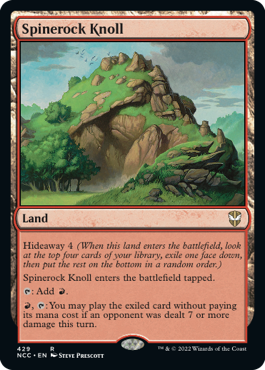 Spinerock Knoll
Land
Hideaway 4 (When this land enters the battlefield, look
at the top four cards of your library, exile one face down,
then put the rest on the bottom in a random order.)
Spinerock Knoll enters the battlefield tapped.
: Add .
, : You may play the exiled card without paying
its mana cost if an opponent was dealt 7 or more
damage this turn.
429 R
NCC • EN Steve Prescott
™ & © 2022 Wizards of the Coast